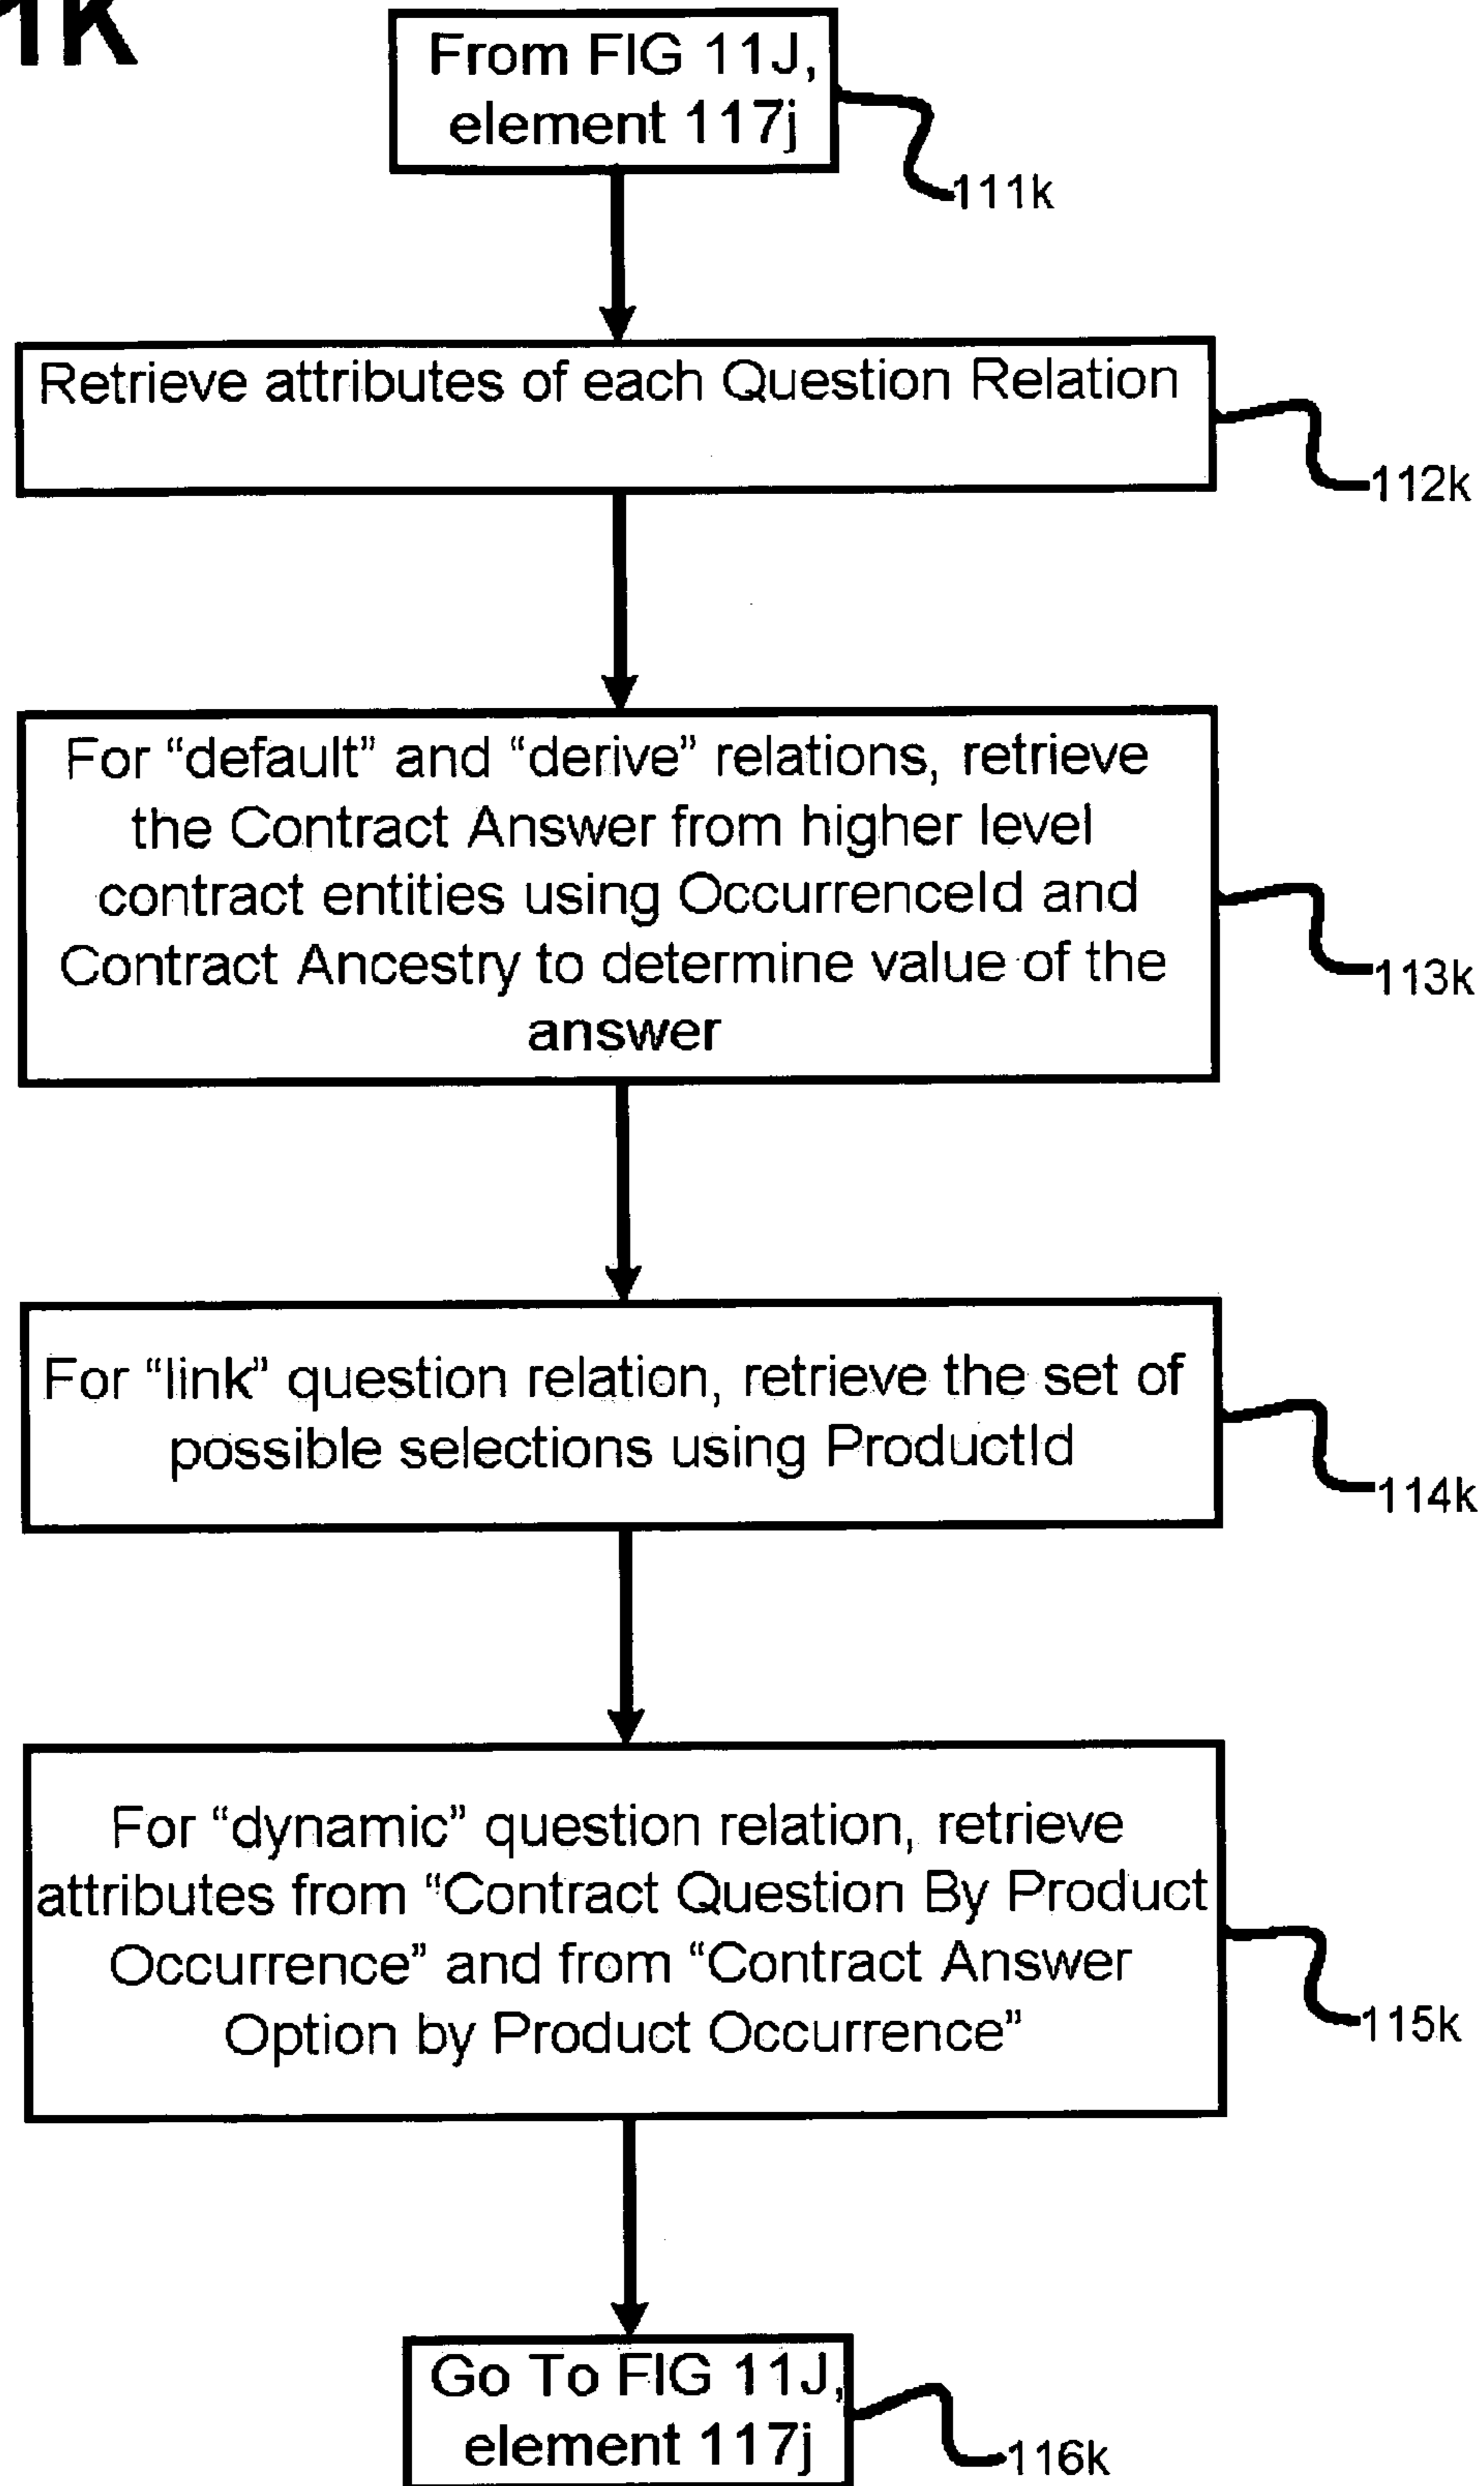 1K
From FIG 11J,
element 117j
111k
Retrieve attributes of each Question Relation
112k
For “default” and “derive” relations, retrieve
the Contract Answer from higher level
contract entities using OccurrenceId and
Contract Ancestry to determine value of the
answer
113k
For “link” question relation, retrieve the set of
possible selections using ProductId
114k
For “dynamic” question relation, retrieve
attributes from “Contract Question By Product
Occurrence” and from “Contract Answer
Option by Product Occurrence”
115k
Go To FIG 11J,
element 117j
116k